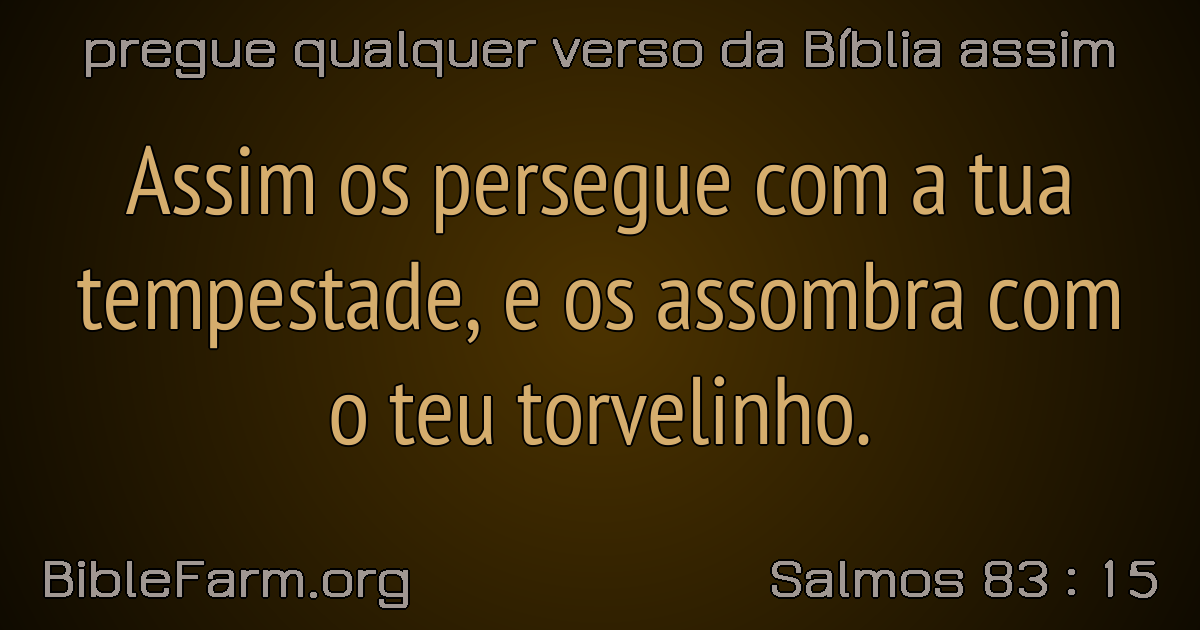 pregue qualquer verso da Bíblia assim
Assim os persegue com a tua
tempestade, e os assombra com
o teu torvelinho.
BibleFarm.org
Salmos 83 : 15